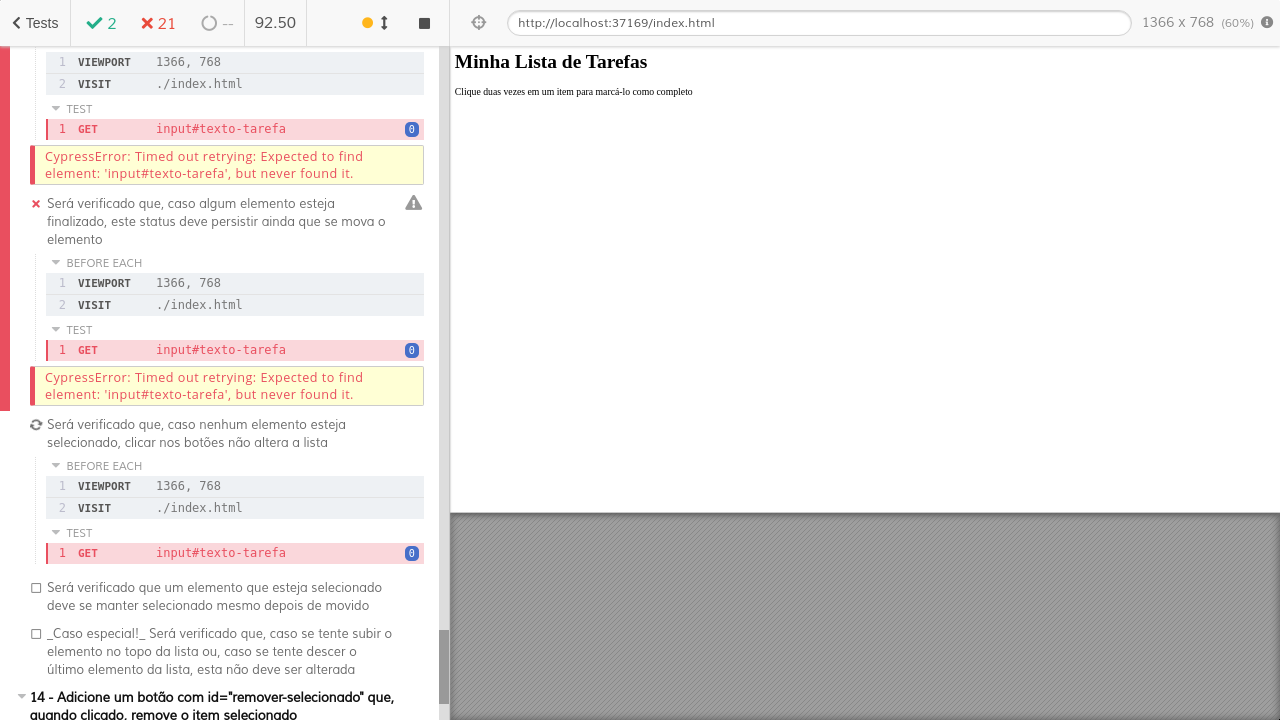 Tests
2
21
--
92.50
http://localhost:37169/index.html
1366 x 768 (60%)
1 VIEWPORT 1366, 768
2 VISIT ./index.html
TEST
1 GET input#texto-tarefa 0
CypressError: Timed out retrying: Expected to find
element: 'input#texto-tarefa', but never found it.
Será verificado que, caso algum elemento esteja
finalizado, este status deve persistir ainda que se mova o
elemento
BEFORE EACH
1 VIEWPORT 1366, 768
2 VISIT ./index.html
TEST
1 GET input#texto-tarefa 0
CypressError: Timed out retrying: Expected to find
element: 'input#texto-tarefa', but never found it.
Será verificado que, caso nenhum elemento esteja
selecionado, clicar nos botões não altera a lista
BEFORE EACH
1 VIEWPORT 1366, 768
2 VISIT ./index.html
TEST
1 GET input#texto-tarefa 0
Será verificado que um elemento que esteja selecionado
deve se manter selecionado mesmo depois de movido
_Caso especial!_ Será verificado que, caso se tente subir o
elemento no topo da lista ou, caso se tente descer o
último elemento da lista, esta não deve ser alterada
14 - Adicione um botão com id="remover-selecionado" que,
quando clicado, remove o item selecionado
Minha Lista de Tarefas
Clique duas vezes em um item para marcá-lo como completo